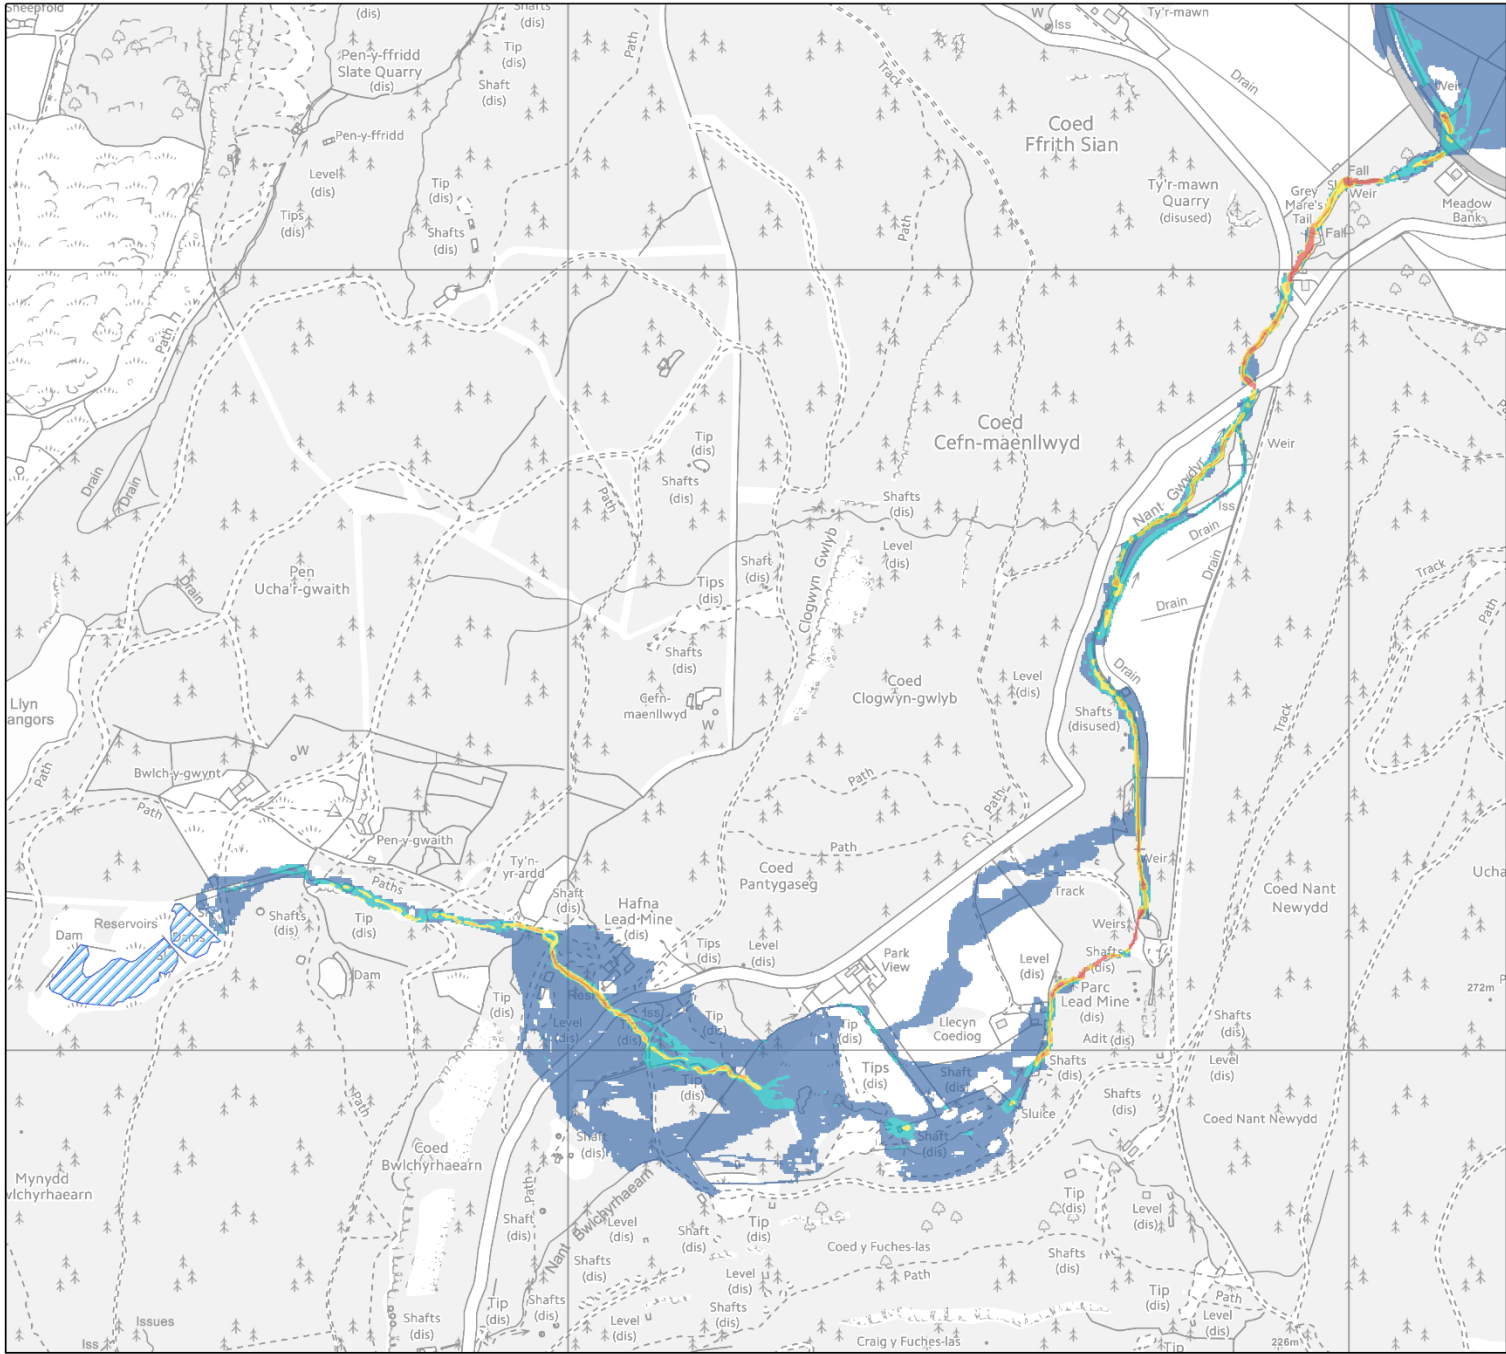 Sheepfold
Shafts
(dis)
Pen-y-ffridd
Slate Quarry
(dis)
Tip
(dis)
Shaft
(dis)
Path
Track
W
Iss
Ty'r-mawn
Drain
Weir
Pen-y-ffridd
Level
(dis)
Tips
(dis)
Tip
(dis)
Shafts
(dis)
Coed
Ffrith Sian
Path
Ty'r-mawn
Quarry
(disused)
Grey
Mare's
Tail
Fall
Weir
Fall
Meadow
Bank
Path
Drain
Drain
Tip
(dis)
Shafts
(dis)
Path
Coed
Cefn-maenllwyd
Shafts
(dis)
Level
(dis)
Nant Gwydyr
Weir
Iss
Drain
Drain
Drain
Track
Path
Pen
Ucha'r-gwaith
Drain
Tips
(dis)
Shaft
(dis)
Clogwyn Gwlyb
Shafts
(dis)
Cefn-
maenllwyd
W
Coed
Clogwyn-gwlyb
Level
(dis)
Drain
Shafts
(disused)
Track
Llyn
angors
Path
W
Bwlch-y-gwynt
Path
Pen-y-gwaith
Paths
Ty'n-
yr-ardd
Path
Path
Path
Coed
Pantygaseg
Track
Weir
Coed Nant
Newydd
Ucha
Reservoirs
Dam
Dams
Shafts
(dis)
Tip
(dis)
Dam
Shaft
(dis)
Hafna
Lead Mine
(dis)
Tips
(dis)
Level
(dis)
Park
View
Weirs
Shafts
(dis)
Level
(dis)
Parc
Lead Mine
(dis)
Adit (dis)
272m
Tip
(dis)
Level
(dis)
Iss
Tip
(dis)
Tip
(dis)
Tip
(dis)
Tips
(dis)
Llecyn
Coediog
Shaft
(dis)
Shafts
(dis)
Shafts
(dis)
Level
(dis)
Shafts
(dis)
Sluice
Coed Nant Newydd
Path
Coed
Bwlchyrhaearn
Shaft
(dis)
Shaft
(dis)
Path
Nant Bwlchyrhaearn
Mynydd
wlchyrhaearn
Shaft
(dis)
Level
(dis)
Shaft
(dis)
Tip
(dis)
Tip
(dis)
Level
(dis)
Coed y Fuches-las
Path
Shafts
(dis)
Shafts
(dis)
Level
(dis)
Shafts
(dis)
Level
(dis)
Tip
(dis)
Shafts
(dis)
Shafts
(dis)
Issues
Iss
Craig y Fuches-las
Tip
(dis)
Path
Level
(dis)
Tip
226m